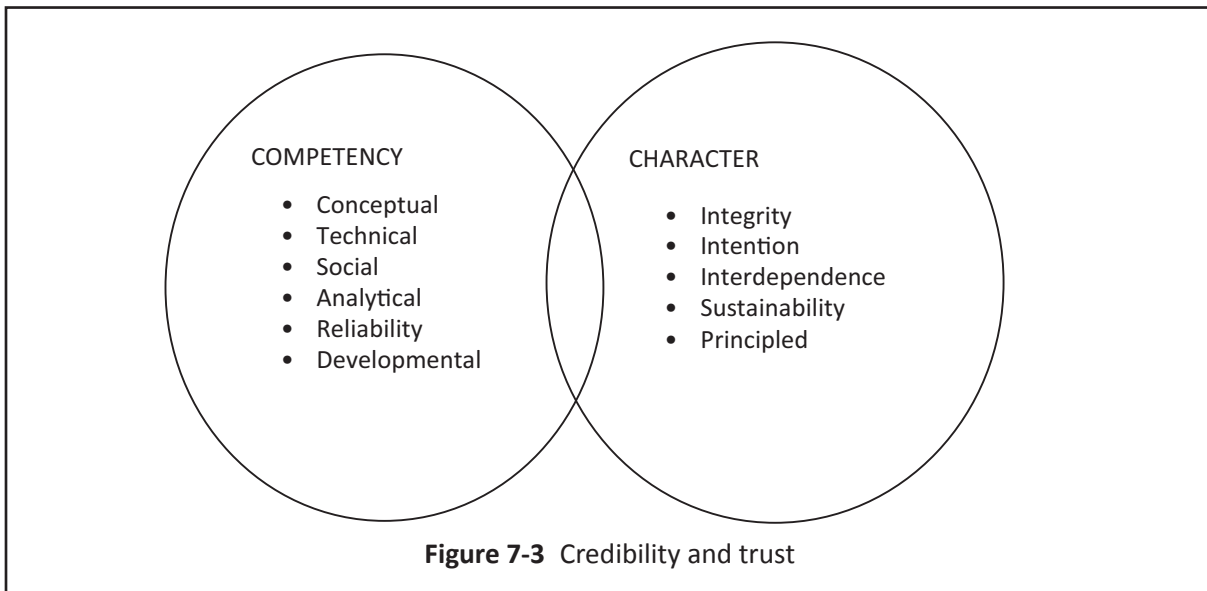 COMPETENCY
• Conceptual
• Technical
• Social
• Analytical
• Reliability
• Developmental
CHARACTER
• Integrity
• Intention
• Interdependence
• Sustainability
• Principled
Figure 7-3 Credibility and trust